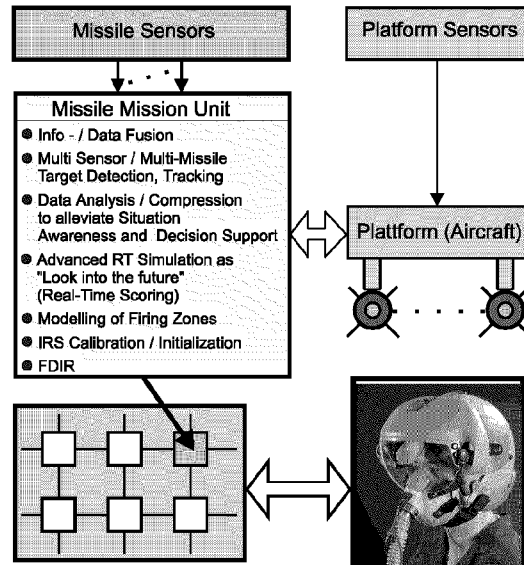 Missile Sensors
Platform Sensors
Missile Mission Unit
Info - / Data Fusion
Multi Sensor / Multi-Missile
Target Detection, Tracking
Data Analysis / Compression
to alleviate Situation
Awareness and Decision Support
Advanced RT Simulation as
"Look into the future"
(Real-Time Scoring)
Modelling of Firing Zones
IRS Calibration / Initialization
FDIR
Plattform (Aircraft)